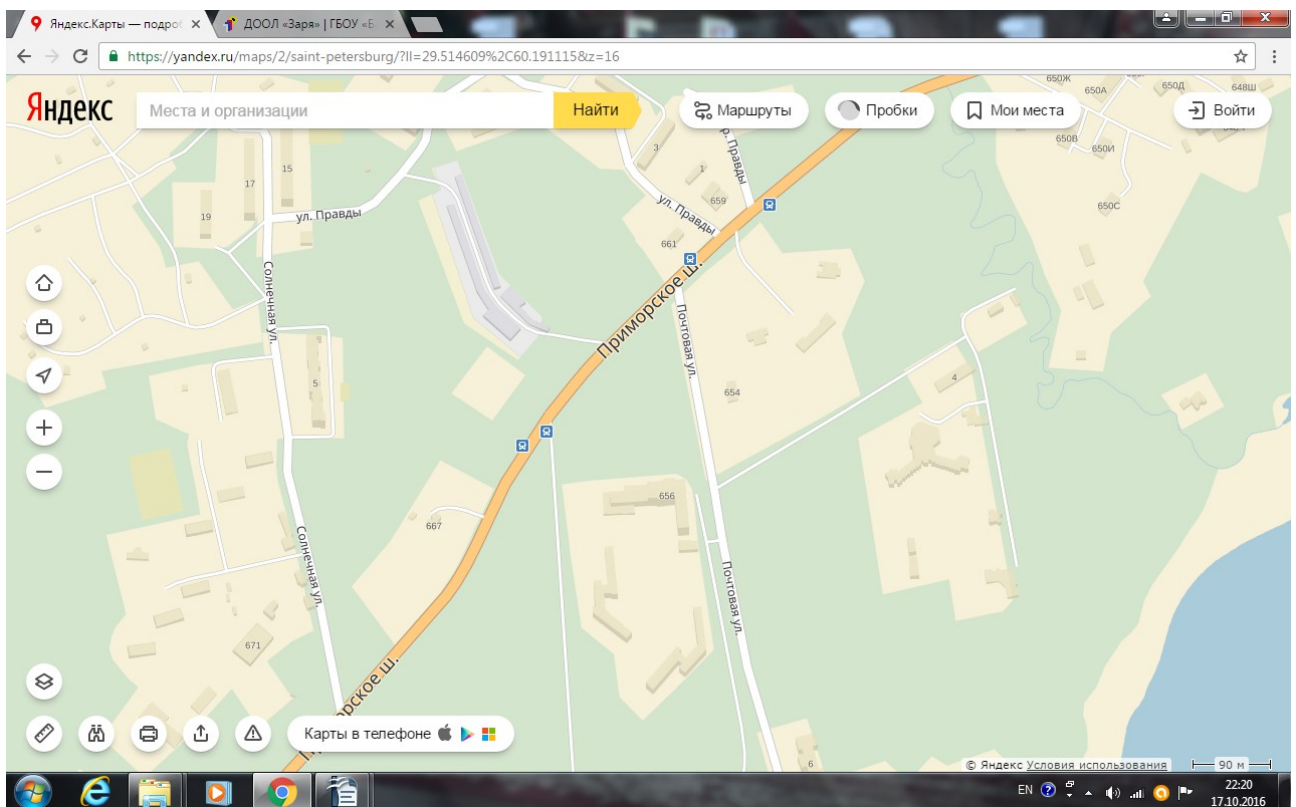 Яндекс.Карты — подроб
ДООЛ «Заря» | ГБОУ «Б
https://yandex.ru/maps/2/saint-petersburg/?ll=29.514609%2C60.191115&z=16
Яндекс
Места и организации
Найти
Маршруты
Пробки
Мои места
Войти
650Ж
650А
650Д
648Ш
650В
650И
650С
3
1
659
661
р. Правды
ул. Правды
15
17
19
ул. Правды
Солнечная ул.
5
Приморское ш.
Почтовая ул.
654
4
656
667
Солнечная ул.
Почтовая ул.
671
Приморское ш.
6
Карты в телефоне
© Яндекс Условия использования
90 м
EN
22:20
17.10.2016